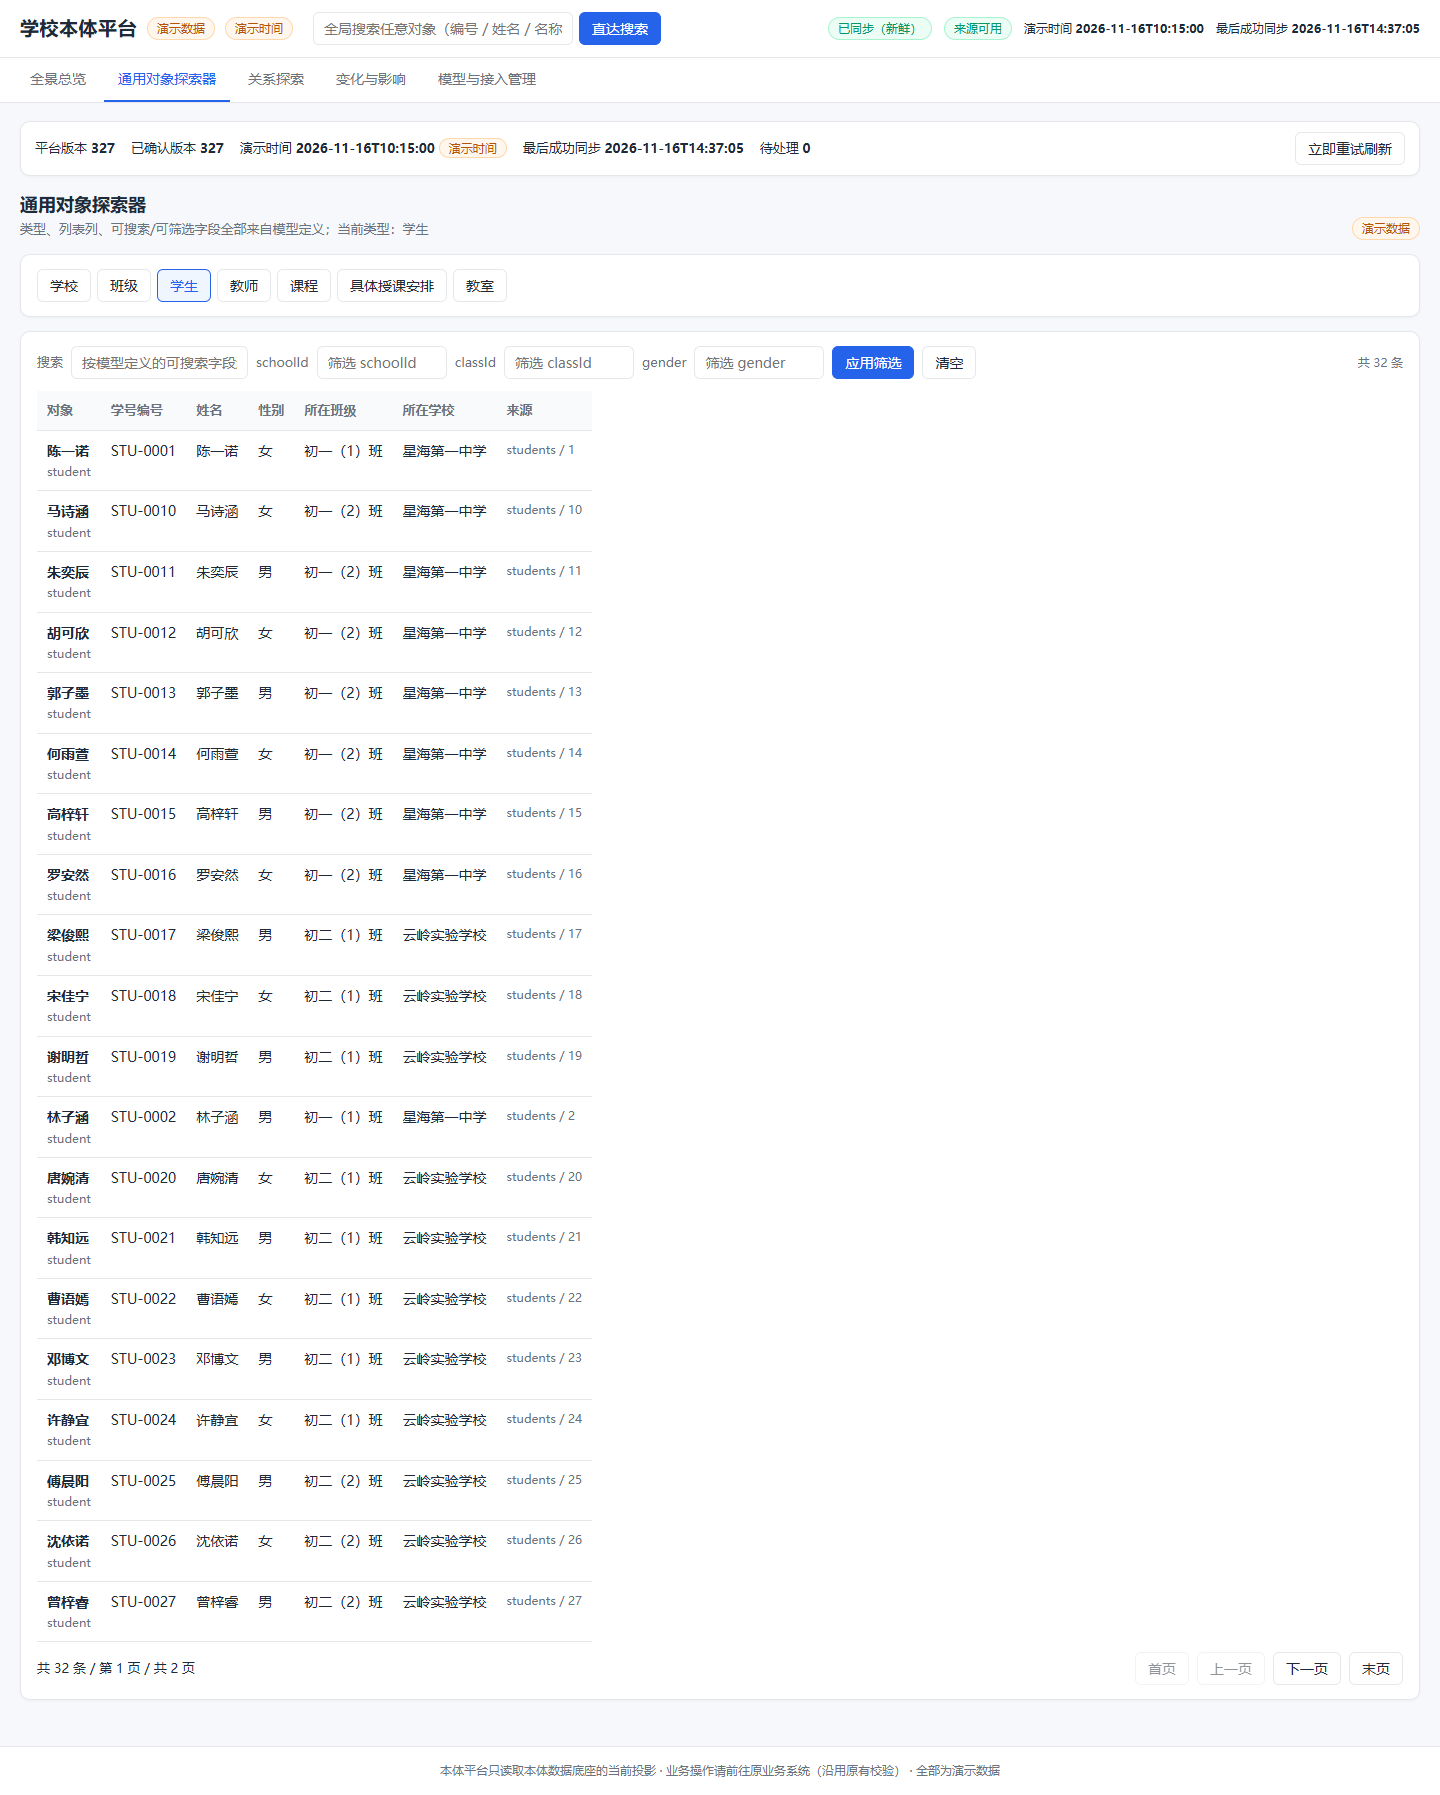 学校本体平台 演示数据 演示时间 全局搜索任意对象（编号 / 姓名 / 名称 直达搜索 已同步（新鲜） 来源可用 演示时间 2026-11-16T10:15:00 最后成功同步 2026-11-16T14:37:05
全景总览 通用对象探索器 关系探索 变化与影响 模型与接入管理
平台版本 327 已确认版本 327 演示时间 2026-11-16T10:15:00 演示时间 最后成功同步 2026-11-16T14:37:05 待处理 0 立即重试刷新
通用对象探索器
类型、列表列、可搜索/可筛选字段全部来自模型定义；当前类型：学生 演示数据
学校 班级 学生 教师 课程 具体授课安排 教室
搜索 按模型定义的可搜索字段 schoolId 筛选 schoolId classId 筛选 classId gender 筛选 gender 应用筛选 清空 共 32 条
对象 学号编号 姓名 性别 所在班级 所在学校 来源
陈一诺 STU-0001 陈一诺 女 初一（1）班 星海第一中学 students / 1
student
马诗涵 STU-0010 马诗涵 女 初一（2）班 星海第一中学 students / 10
student
朱奕辰 STU-0011 朱奕辰 男 初一（2）班 星海第一中学 students / 11
student
胡可欣 STU-0012 胡可欣 女 初一（2）班 星海第一中学 students / 12
student
郭子墨 STU-0013 郭子墨 男 初一（2）班 星海第一中学 students / 13
student
何雨萱 STU-0014 何雨萱 女 初一（2）班 星海第一中学 students / 14
student
高梓轩 STU-0015 高梓轩 男 初一（2）班 星海第一中学 students / 15
student
罗安然 STU-0016 罗安然 女 初一（2）班 星海第一中学 students / 16
student
梁俊熙 STU-0017 梁俊熙 男 初二（1）班 云岭实验学校 students / 17
student
宋佳宁 STU-0018 宋佳宁 女 初二（1）班 云岭实验学校 students / 18
student
谢明哲 STU-0019 谢明哲 男 初二（1）班 云岭实验学校 students / 19
student
林子涵 STU-0002 林子涵 男 初一（1）班 星海第一中学 students / 2
student
唐婉清 STU-0020 唐婉清 女 初二（1）班 云岭实验学校 students / 20
student
韩知远 STU-0021 韩知远 男 初二（1）班 云岭实验学校 students / 21
student
曹语嫣 STU-0022 曹语嫣 女 初二（1）班 云岭实验学校 students / 22
student
邓博文 STU-0023 邓博文 男 初二（1）班 云岭实验学校 students / 23
student
许静宜 STU-0024 许静宜 女 初二（1）班 云岭实验学校 students / 24
student
傅晨阳 STU-0025 傅晨阳 男 初二（2）班 云岭实验学校 students / 25
student
沈依诺 STU-0026 沈依诺 女 初二（2）班 云岭实验学校 students / 26
student
曾梓睿 STU-0027 曾梓睿 男 初二（2）班 云岭实验学校 students / 27
student
共 32 条 / 第 1 页 / 共 2 页 首页 上一页 下一页 末页
本体平台只读取本体数据底座的当前投影 · 业务操作请前往原业务系统（沿用原有校验） · 全部为演示数据